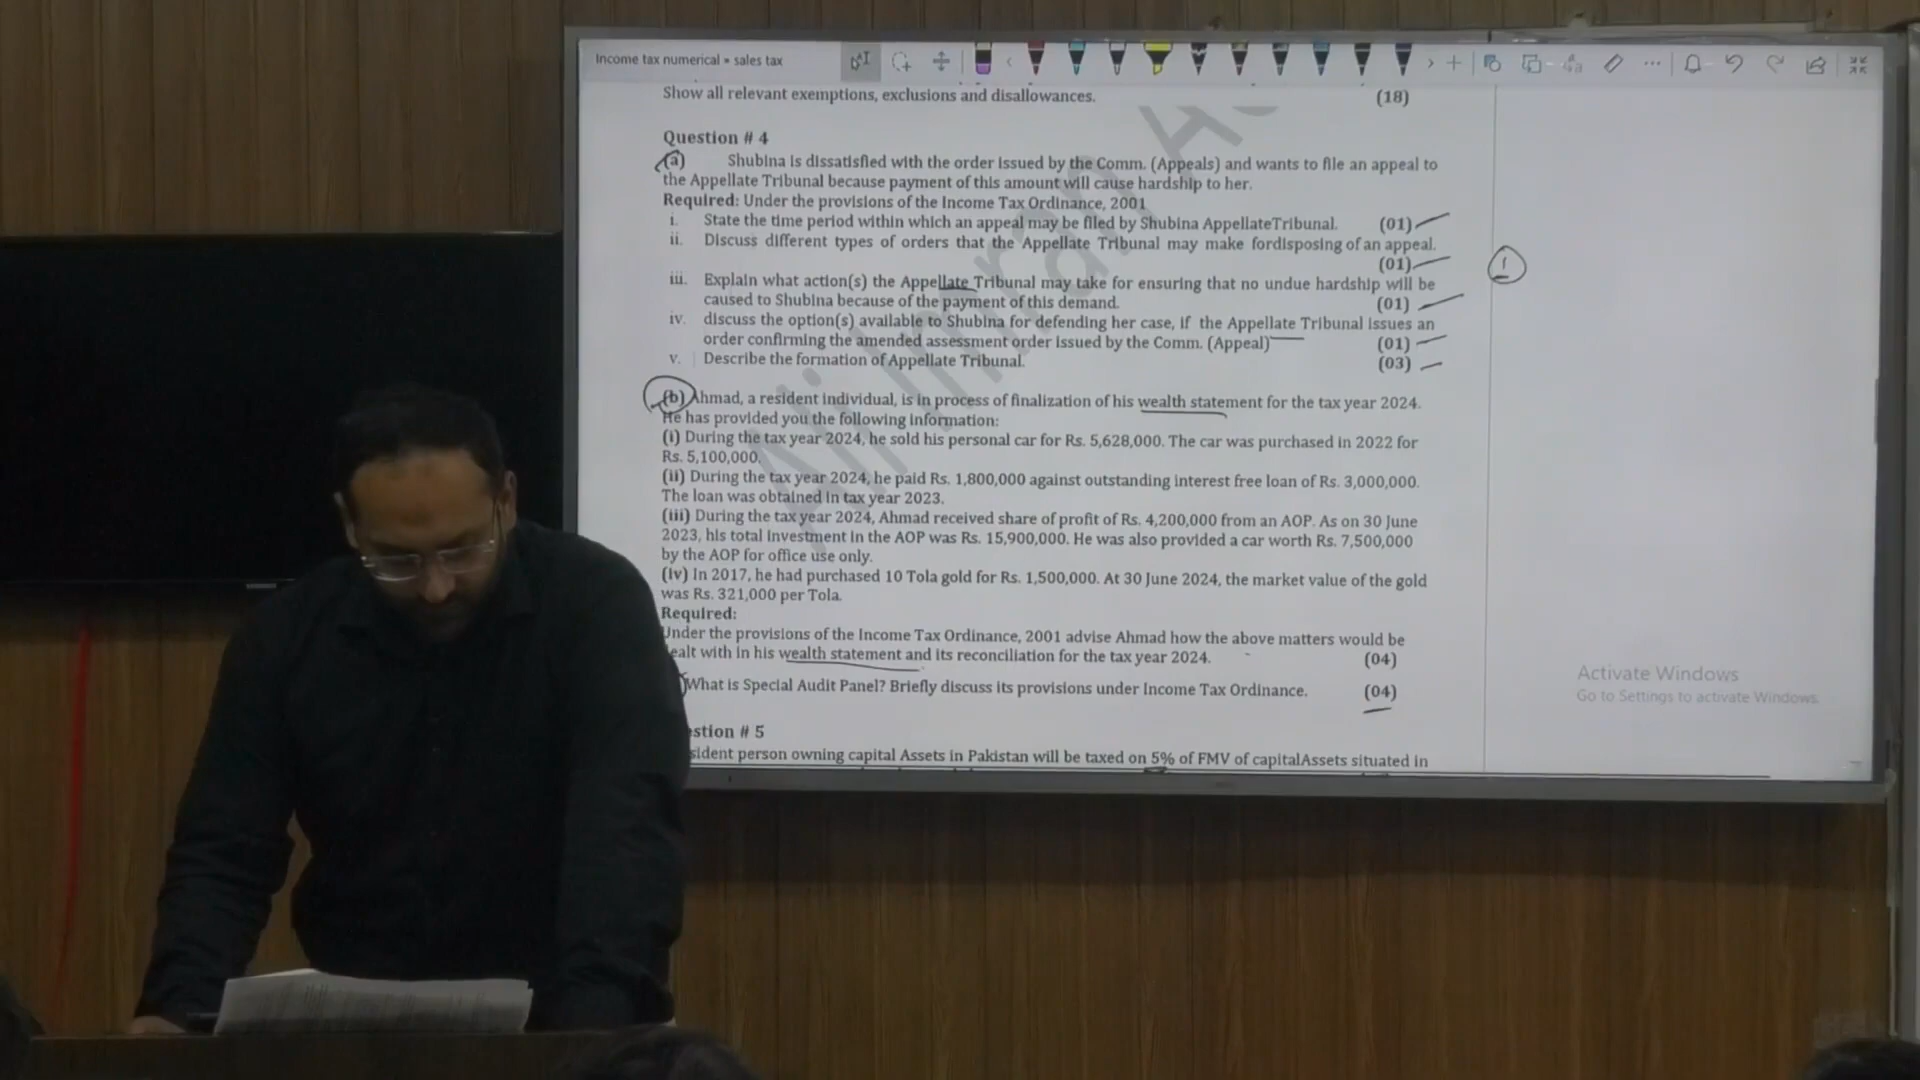 Income tax numerical + sales tax
Show all relevant exemptions, exclusions and disallowances. (18)
Question # 4
(a) Shubina is dissatisfied with the order issued by the Comm. (Appeals) and wants to file an appeal to
the Appellate Tribunal because payment of this amount will cause hardship to her.
Required: Under the provisions of the Income Tax Ordinance, 2001
i. State the time period within which an appeal may be filed by Shubina AppellateTribunal. (01)
ii. Discuss different types of orders that the Appellate Tribunal may make fordisposing of an appeal.
(01)
iii. Explain what action(s) the Appellate Tribunal may take for ensuring that no undue hardship will be
caused to Shubina because of the payment of this demand. (01)
iv. discuss the option(s) available to Shubina for defending her case, if the Appellate Tribunal issues an
order confirming the amended assessment order issued by the Comm. (Appeal) (01)
v. Describe the formation of Appellate Tribunal. (03)
1
(b) Ahmad, a resident individual, is in process of finalization of his wealth statement for the tax year 2024.
He has provided you the following information:
(i) During the tax year 2024, he sold his personal car for Rs. 5,628,000. The car was purchased in 2022 for
Rs. 5,100,000.
(ii) During the tax year 2024, he paid Rs. 1,800,000 against outstanding interest free loan of Rs. 3,000,000.
The loan was obtained in tax year 2023.
(iii) During the tax year 2024, Ahmad received share of profit of Rs. 4,200,000 from an AOP. As on 30 June
2023, his total investment in the AOP was Rs. 15,900,000. He was also provided a car worth Rs. 7,500,000
by the AOP for office use only.
(iv) In 2017, he had purchased 10 Tola gold for Rs. 1,500,000. At 30 June 2024, the market value of the gold
was Rs. 321,000 per Tola.
Required:
Under the provisions of the Income Tax Ordinance, 2001 advise Ahmad how the above matters would be
ealt with in his wealth statement and its reconciliation for the tax year 2024. (04)
What is Special Audit Panel? Briefly discuss its provisions under Income Tax Ordinance. (04)
stion # 5
sident person owning capital Assets in Pakistan will be taxed on 5% of FMV of capitalAssets situated in
Activate Windows
Go to Settings to activate Windows.